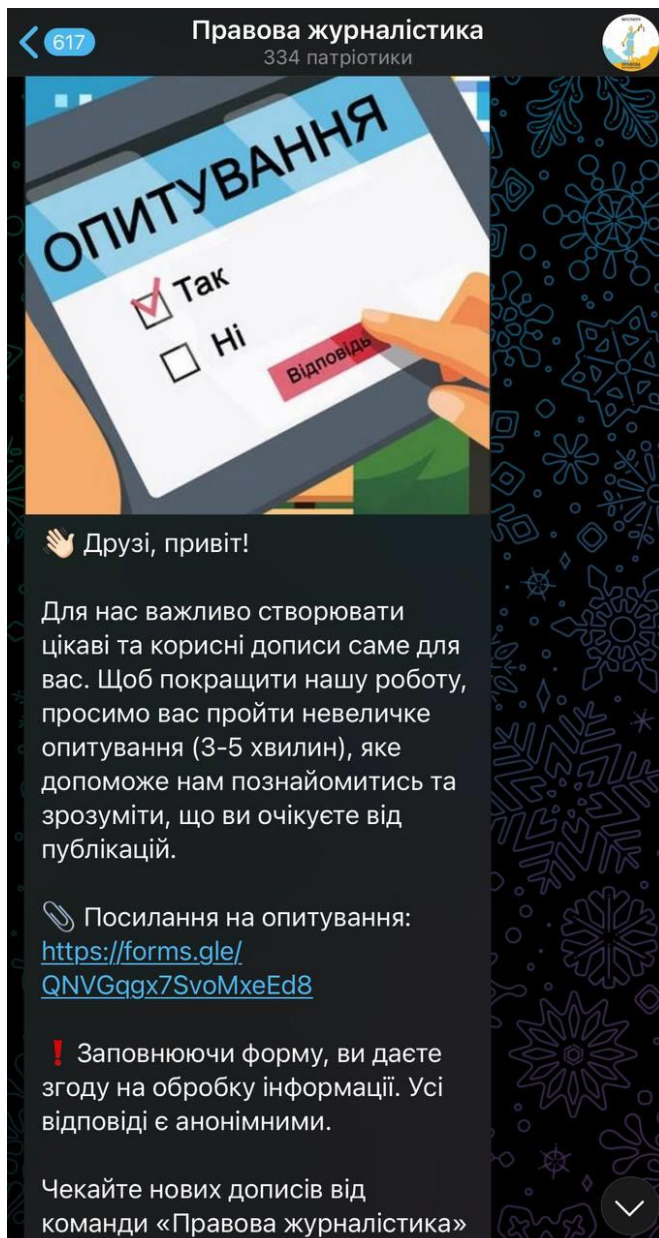 617
Правова журналістика
334 патріотики
ОПИТУВАННЯ
Так
Ні
Відповідь
👋🏻 Друзі, привіт!
Для нас важливо створювати
цікаві та корисні дописи саме для
вас. Щоб покращити нашу роботу,
просимо вас пройти невеличке
опитування (3-5 хвилин), яке
допоможе нам познайомитись та
зрозуміти, що ви очікуєте від
публікацій.
📎 Посилання на опитування:
https://forms.gle/
QNVGqgx7SvoMxeEd8
❗ Заповнюючи форму, ви даєте
згоду на обробку інформації. Усі
відповіді є анонімними.
Чекайте нових дописів від
команди «Правова журналістика»